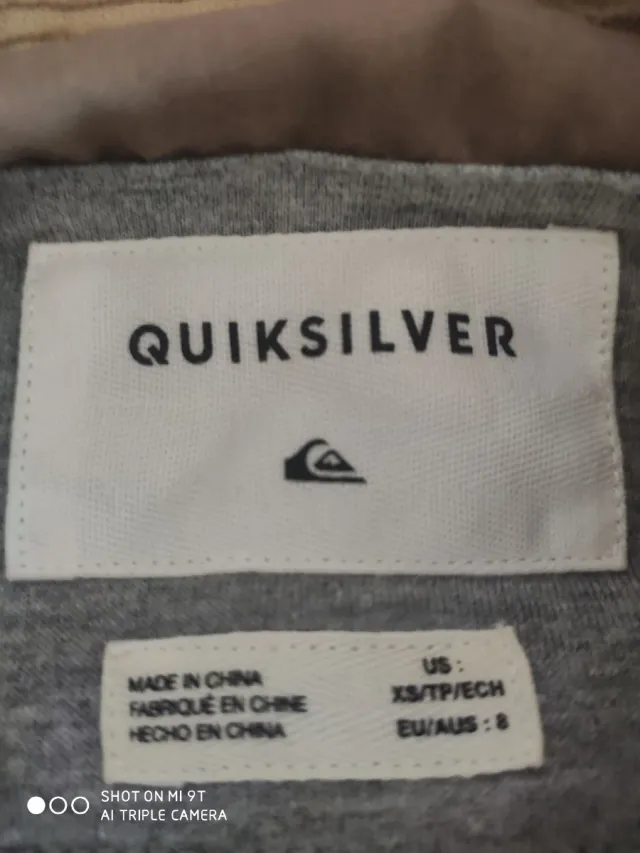 QUIKSILVER
MADE IN CHINA
FABRIQUÉ EN CHINE
HECHO EN CHINA
US :
XS/TP/ECH
EU/AUS : 8
SHOT ON MI 9T
AI TRIPLE CAMERA